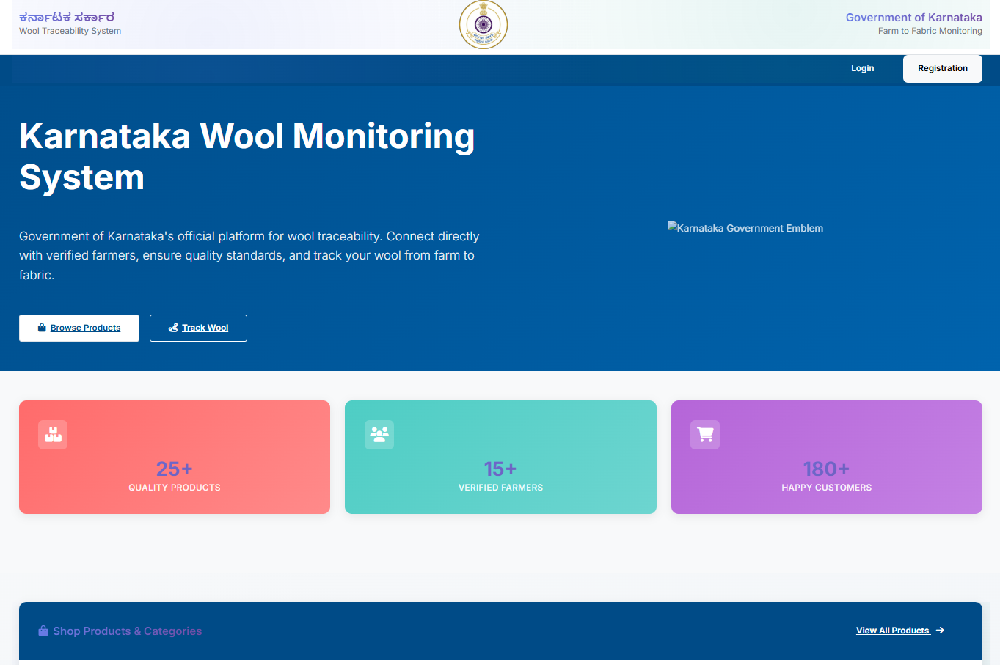 ಕರ್ನಾಟಕ ಸರ್ಕಾರ
Wool Traceability System
Government of Karnataka
Farm to Fabric Monitoring
Login
Registration
Karnataka Wool Monitoring
System
Government of Karnataka's official platform for wool traceability. Connect directly
with verified farmers, ensure quality standards, and track your wool from farm to
fabric.
Karnataka Government Emblem
Browse Products
Track Wool
25+
QUALITY PRODUCTS
15+
VERIFIED FARMERS
180+
HAPPY CUSTOMERS
Shop Products & Categories
View All Products